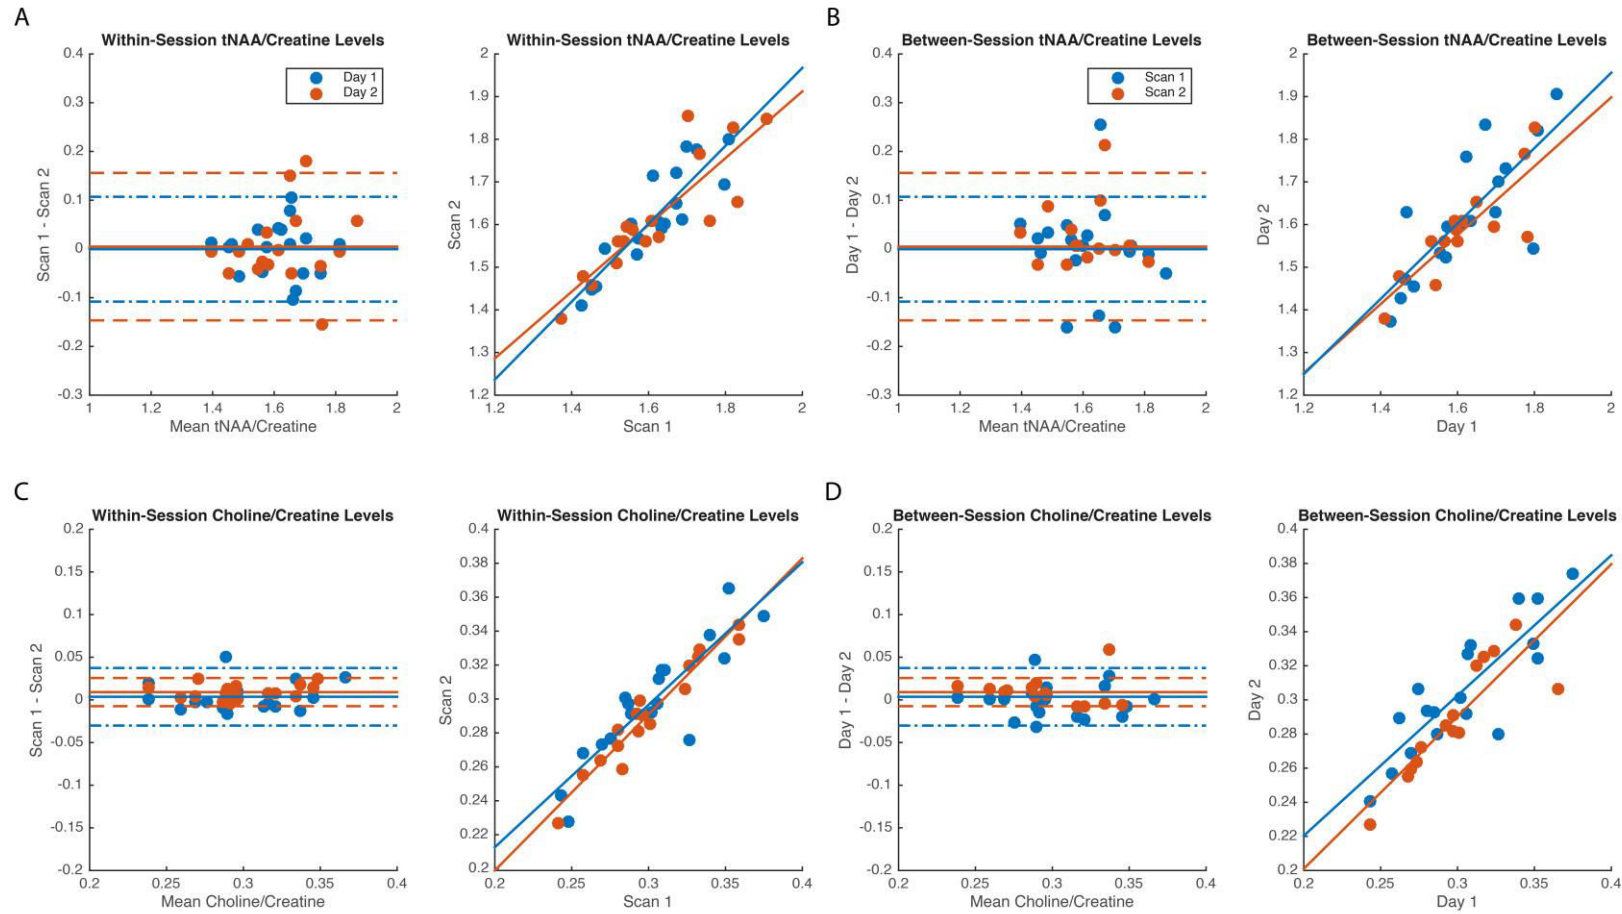 A
B
Within-Session tNAA/Creatine Levels
Within-Session tNAA/Creatine Levels
Between-Session tNAA/Creatine Levels
Between-Session tNAA/Creatine Levels
0.4
0.3
0.2
0.1
0
-0.1
-0.2
-0.3
Scan 1 - Scan 2
Day 1
Day 2
1 1.2 1.4 1.6 1.8 2
Mean tNAA/Creatine
2
1.9
1.8
1.7
1.6
1.5
1.4
1.3
1.2
Scan 2
1.2 1.4 1.6 1.8 2
Scan 1
0.4
0.3
0.2
0.1
0
-0.1
-0.2
-0.3
Day 1 - Day 2
Scan 1
Scan 2
1 1.2 1.4 1.6 1.8 2
Mean tNAA/Creatine
2
1.9
1.8
1.7
1.6
1.5
1.4
1.3
1.2
Day 2
1.2 1.4 1.6 1.8 2
Day 1
C
D
Within-Session Choline/Creatine Levels
Within-Session Choline/Creatine Levels
Between-Session Choline/Creatine Levels
Between-Session Choline/Creatine Levels
0.2
0.15
0.1
0.05
0
-0.05
-0.1
-0.15
-0.2
Scan 1 - Scan 2
0.2 0.25 0.3 0.35 0.4
Mean Choline/Creatine
0.4
0.38
0.36
0.34
0.32
0.3
0.28
0.26
0.24
0.22
0.2
Scan 2
0.2 0.25 0.3 0.35 0.4
Scan 1
0.2
0.15
0.1
0.05
0
-0.05
-0.1
-0.15
-0.2
Day 1 - Day 2
0.2 0.25 0.3 0.35 0.4
Mean Choline/Creatine
0.4
0.38
0.36
0.34
0.32
0.3
0.28
0.26
0.24
0.22
0.2
Day 2
0.2 0.25 0.3 0.35 0.4
Day 1